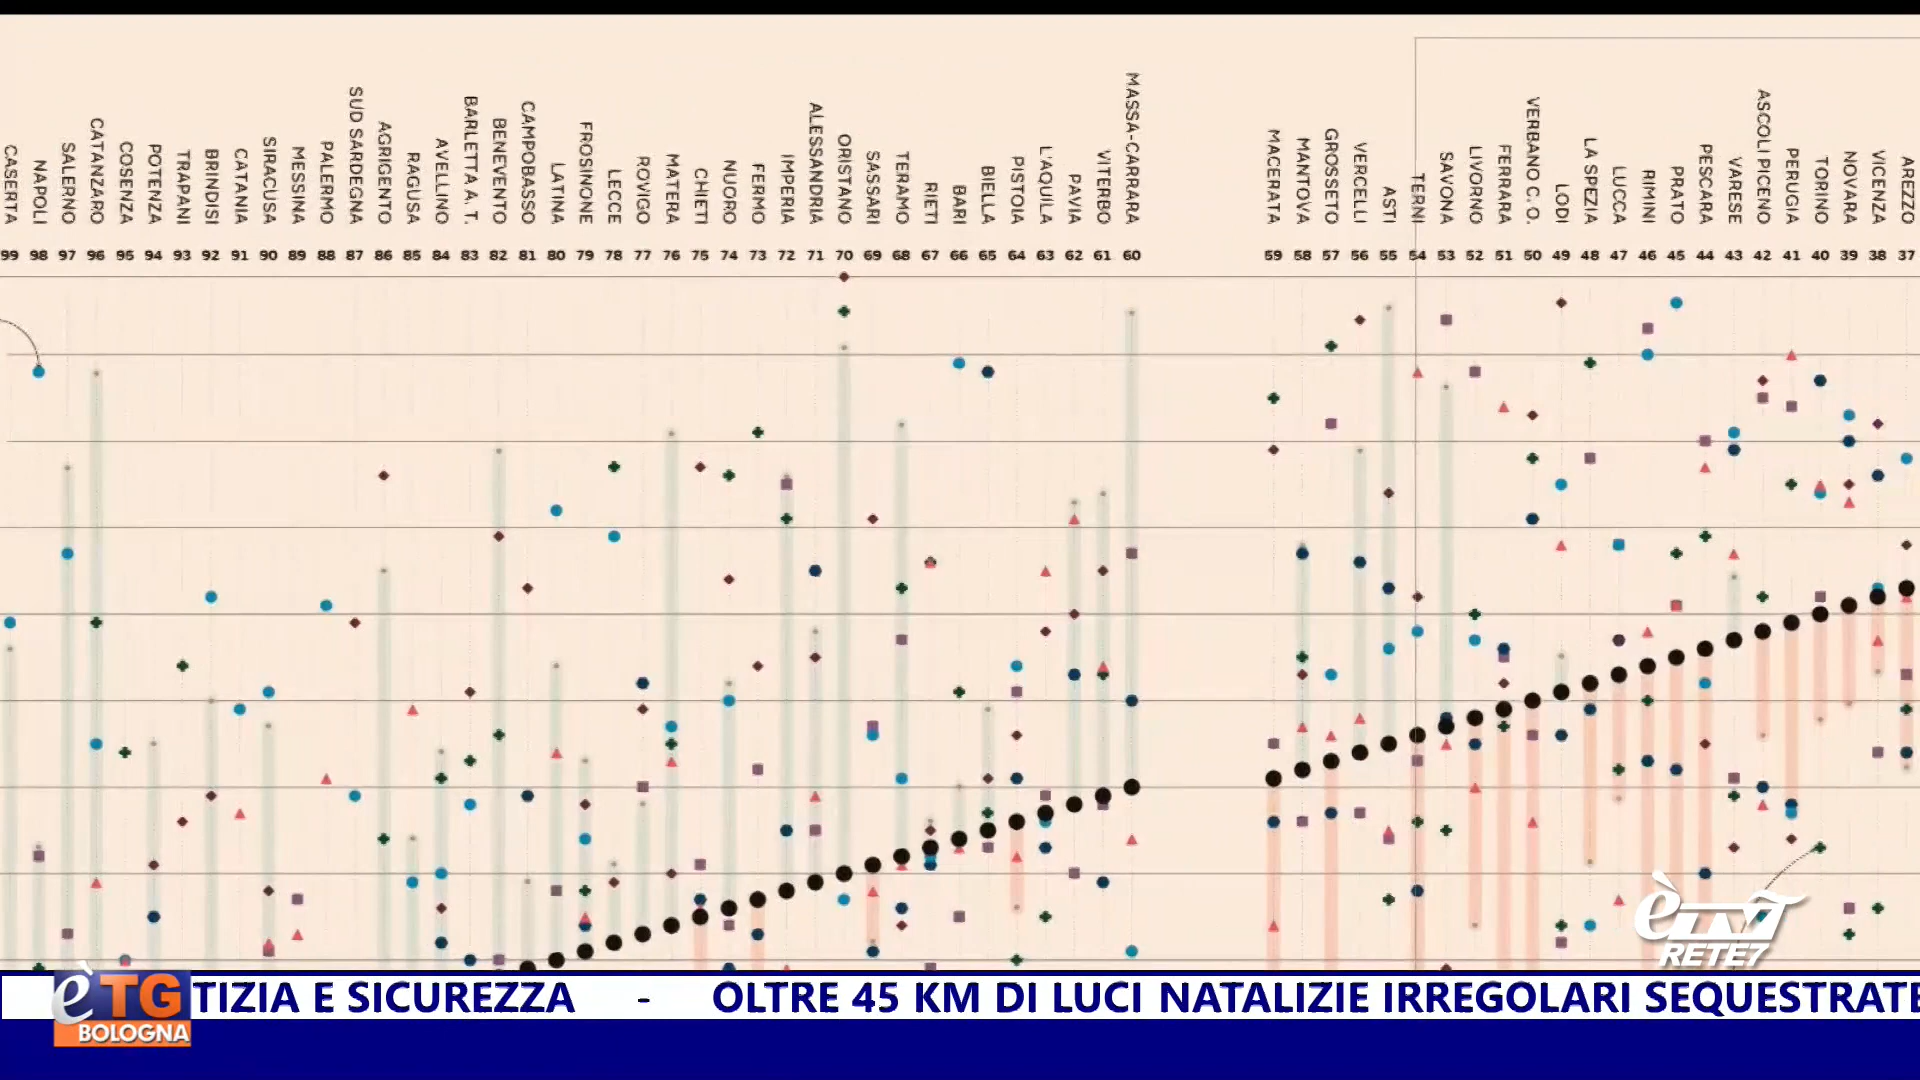 CASERTA NAPOLI SALERNO CATANZARO COSENZA POTENZA TRAPANI BRINDISI CATANIA SIRACUSA MESSINA PALERMO SUD SARDEGNA AGRIGENTO RAGUSA AVELLINO BARLETTA A. T. BENEVENTO CAMPOBASSO LATINA FROSINONE LECCE ROVIGO MATERA CHIETI NUORO FERMO IMPERIA ALESSANDRIA ORISTANO SASSARI TERAMO RIETI BARI BIELLA PISTOIA L'AQUILA PAVIA VITERBO MASSA-CARRARA MACERATA MANTOVA GROSSETO VERCELLI ASTI TERNI SAVONA LIVORNO FERRARA VERBANO C. O. LODI LA SPEZIA LUCCA RIMINI PRATO PESCARA VARESE ASCOLI PICENO PERUGIA TORINO NOVARA VICENZA AREZZO
99 98 97 96 95 94 93 92 91 90 89 88 87 86 85 84 83 82 81 80 79 78 77 76 75 74 73 72 71 70 69 68 67 66 65 64 63 62 61 60 59 58 57 56 55 54 53 52 51 50 49 48 47 46 45 44 43 42 41 40 39 38 37
è TV
RETE7
è TG
BOLOGNA
TIZIA E SICUREZZA - OLTRE 45 KM DI LUCI NATALIZIE IRREGOLARI SEQUESTRATE